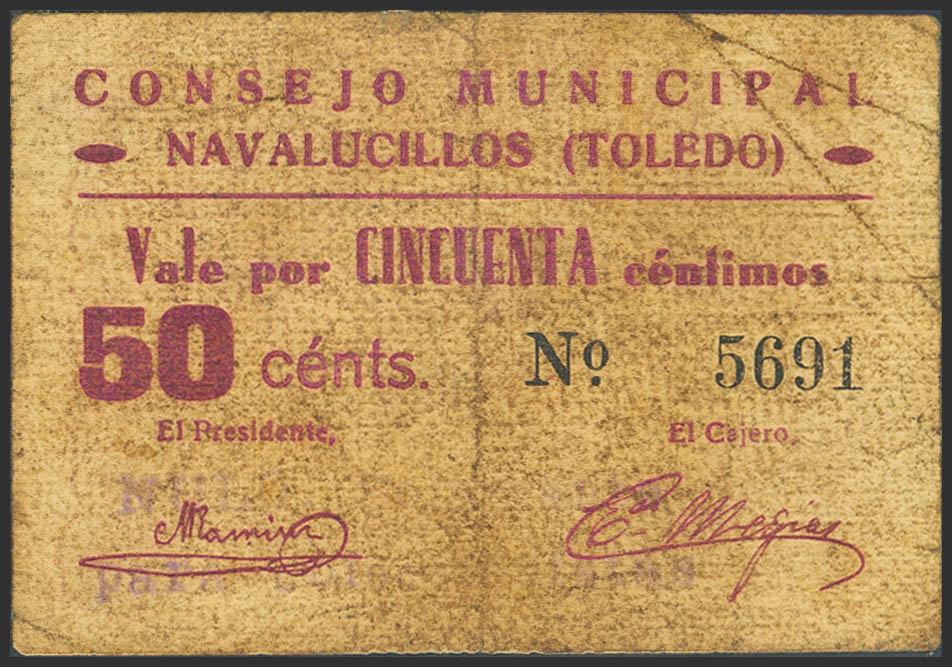 CONSEJO MUNICIPAL
NAVALUCILLOS (TOLEDO)
Vale por CINCUENTA céntimos
50 cénts. Nº 5691
El Presidente, El Cajero,